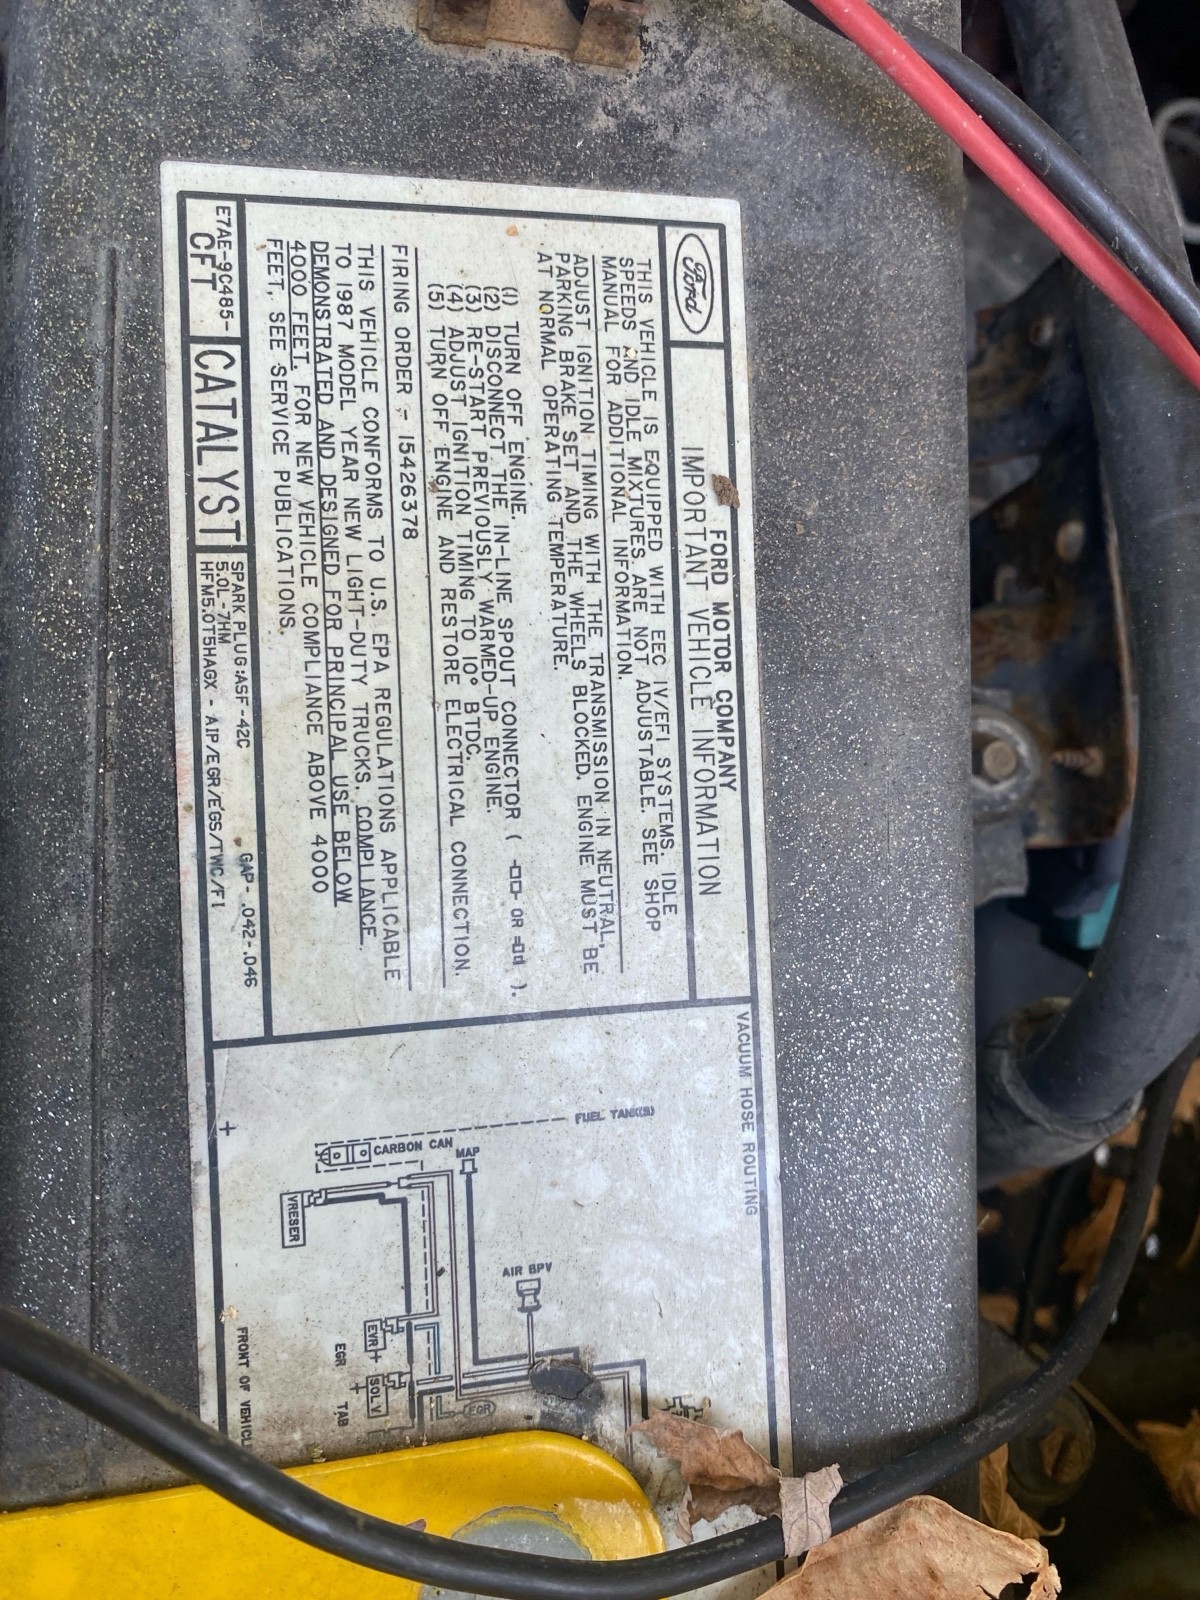 Ford
FORD MOTOR COMPANY
IMPORTANT VEHICLE INFORMATION
THIS VEHICLE IS EQUIPPED WITH EEC IV/EFI SYSTEMS. IDLE
SPEEDS AND IDLE MIXTURES ARE NOT ADJUSTABLE. SEE SHOP
MANUAL FOR ADDITIONAL INFORMATION.
ADJUST IGNITION TIMING WITH THE TRANSMISSION IN NEUTRAL,
PARKING BRAKE SET AND THE WHEELS BLOCKED. ENGINE MUST BE
AT NORMAL OPERATING TEMPERATURE.
(1) TURN OFF ENGINE.
(2) DISCONNECT THE IN-LINE SPOUT CONNECTOR ( OR ).
(3) RE-START PREVIOUSLY WARMED-UP ENGINE.
(4) ADJUST IGNITION TIMING TO 10° BTDC.
(5) TURN OFF ENGINE AND RESTORE ELECTRICAL CONNECTION.
FIRING ORDER - 15426378
THIS VEHICLE CONFORMS TO U.S. EPA REGULATIONS APPLICABLE
TO 1987 MODEL YEAR NEW LIGHT-DUTY TRUCKS. COMPLIANCE
DEMONSTRATED AND DESIGNED FOR PRINCIPAL USE BELOW
4000 FEET. FOR NEW VEHICLE COMPLIANCE ABOVE 4000
FEET, SEE SERVICE PUBLICATIONS.
E7AE-9C485-
CFT
CATALYST
SPARK PLUG:ASF-42C GAP- .042-.046
5.0L-7HM
HFM5.0T5HAGX - AIP/EGR/EGS/TWC/FI
VACUUM HOSE ROUTING
FUEL TANK(S)
CARBON CAN
MAP
VRESER
AIR BPV
EVR
SOLV
EGR
EGR
TAB
FRONT OF VEHICL